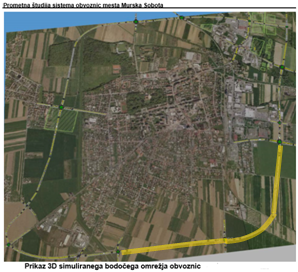 Prometna študija sistema obvoznic mesta Murska Sobota
Prikaz 3D simuliranega bodočega omrežja obvoznic